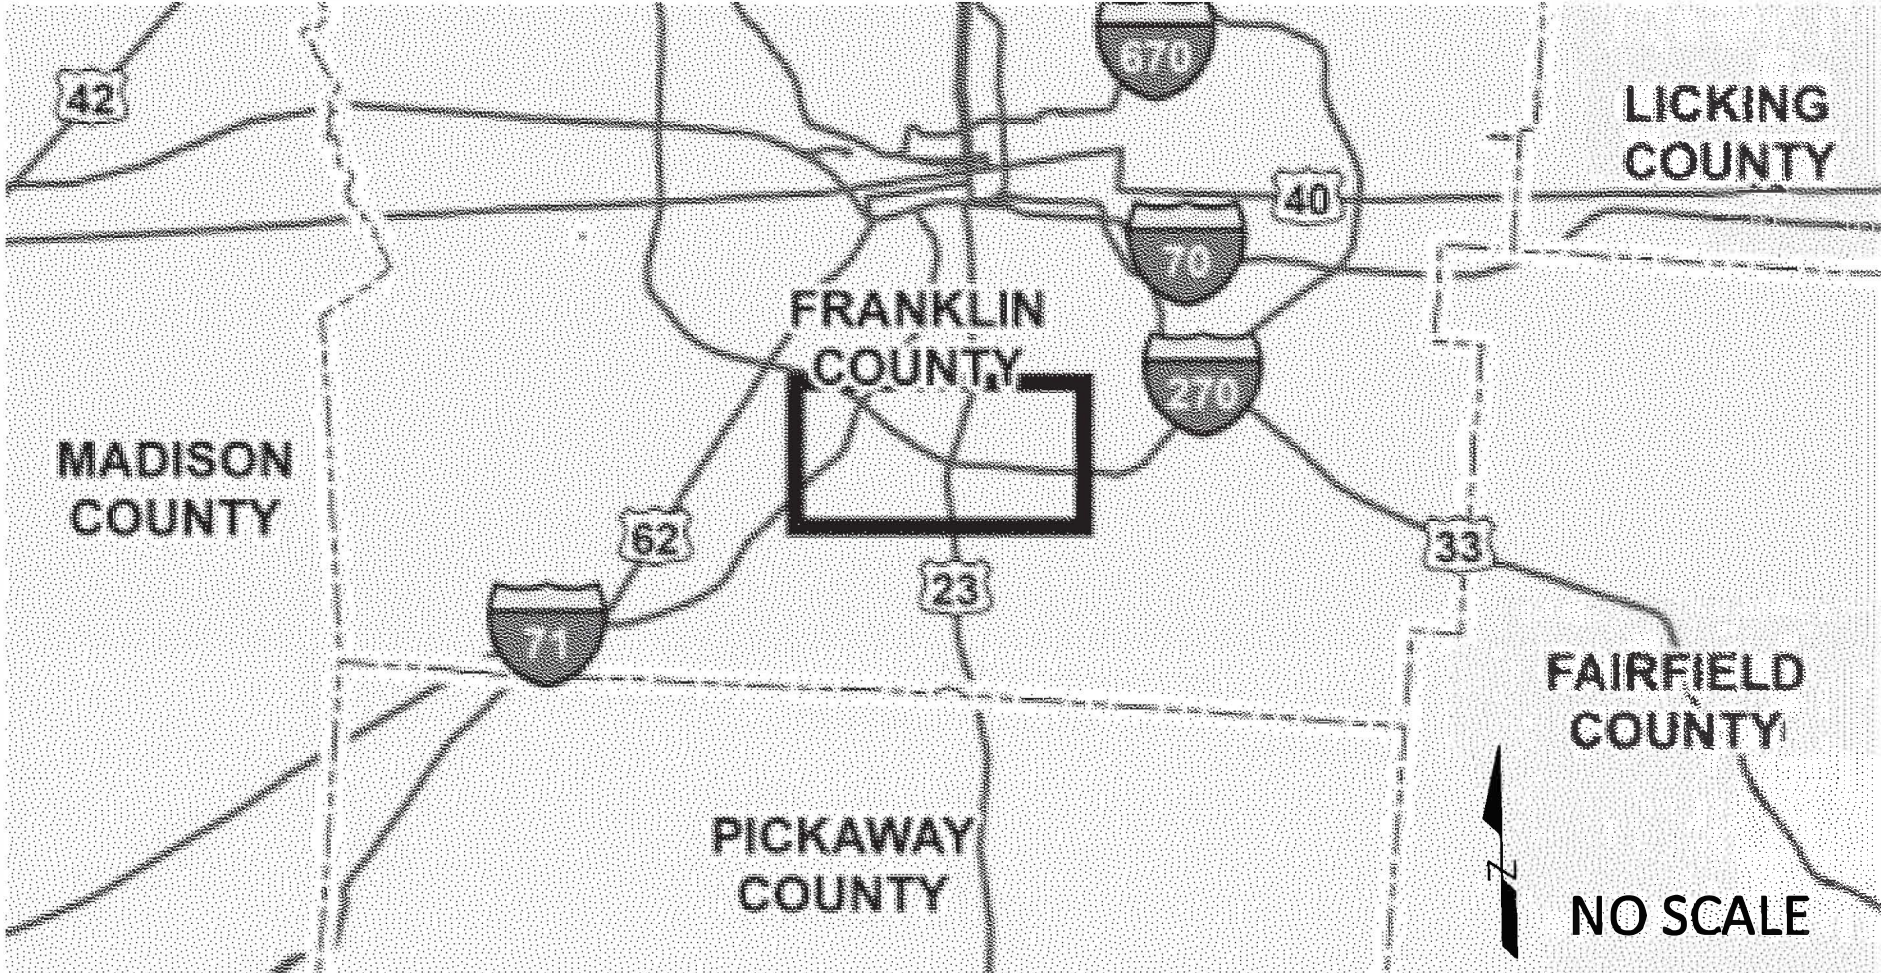 670
42
LICKING
COUNTY
40
70
FRANKLIN
COUNTY
270
MADISON
COUNTY
62
33
23
71
FAIRFIELD
COUNTY
PICKAWAY
COUNTY
N
NO SCALE